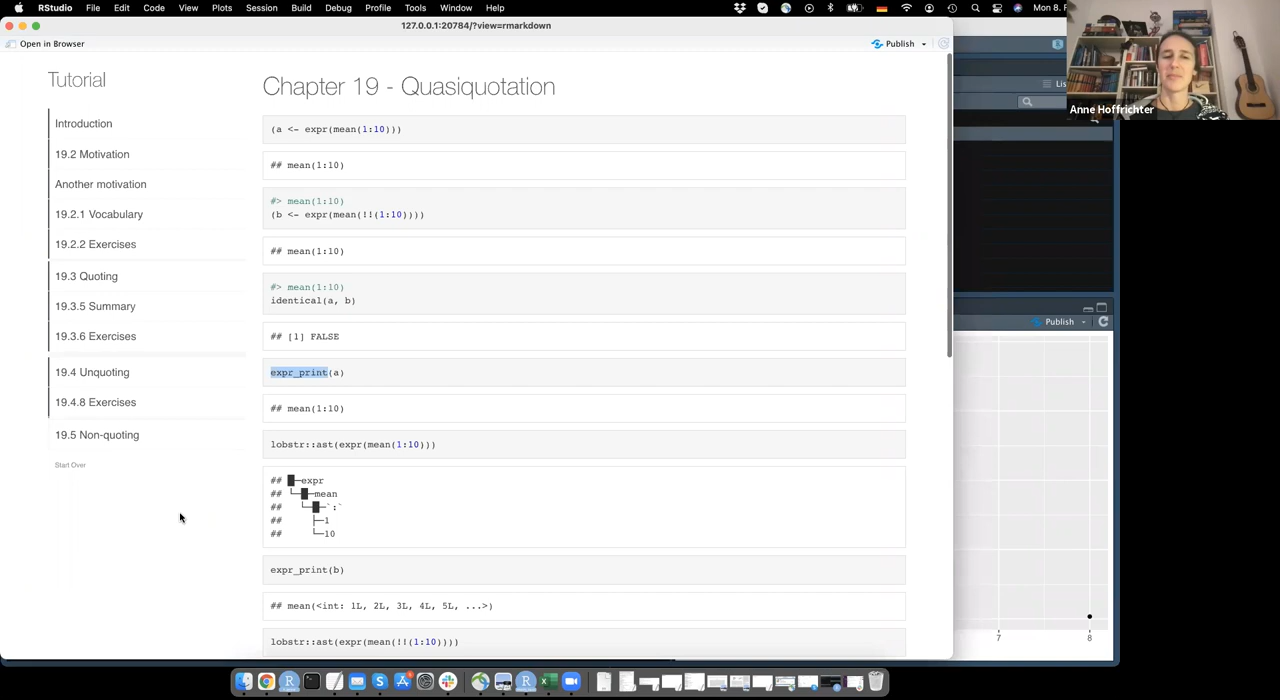 RStudio File Edit Code View Plots Session Build Debug Profile Tools Window Help
Mon 8. F
127.0.0.1:20784/?view=rmarkdown
Open in Browser
Publish
Lis
Anne Hoffrichter
Tutorial
Introduction
19.2 Motivation
Another motivation
19.2.1 Vocabulary
19.2.2 Exercises
19.3 Quoting
19.3.5 Summary
19.3.6 Exercises
19.4 Unquoting
19.4.8 Exercises
19.5 Non-quoting
Start Over
Chapter 19 - Quasiquotation
(a <- expr(mean(1:10)))
## mean(1:10)
#> mean(1:10)
(b <- expr(mean(!!(1:10))))
## mean(1:10)
#> mean(1:10)
identical(a, b)
## [1] FALSE
expr_print(a)
## mean(1:10)
lobstr::ast(expr(mean(1:10)))
## █─expr
## └─█─mean
##   └─█─`:`
##     ├─1
##     └─10
expr_print(b)
## mean(<int: 1L, 2L, 3L, 4L, 5L, ...>)
lobstr::ast(expr(mean(!!(1:10))))
Publish
7
8